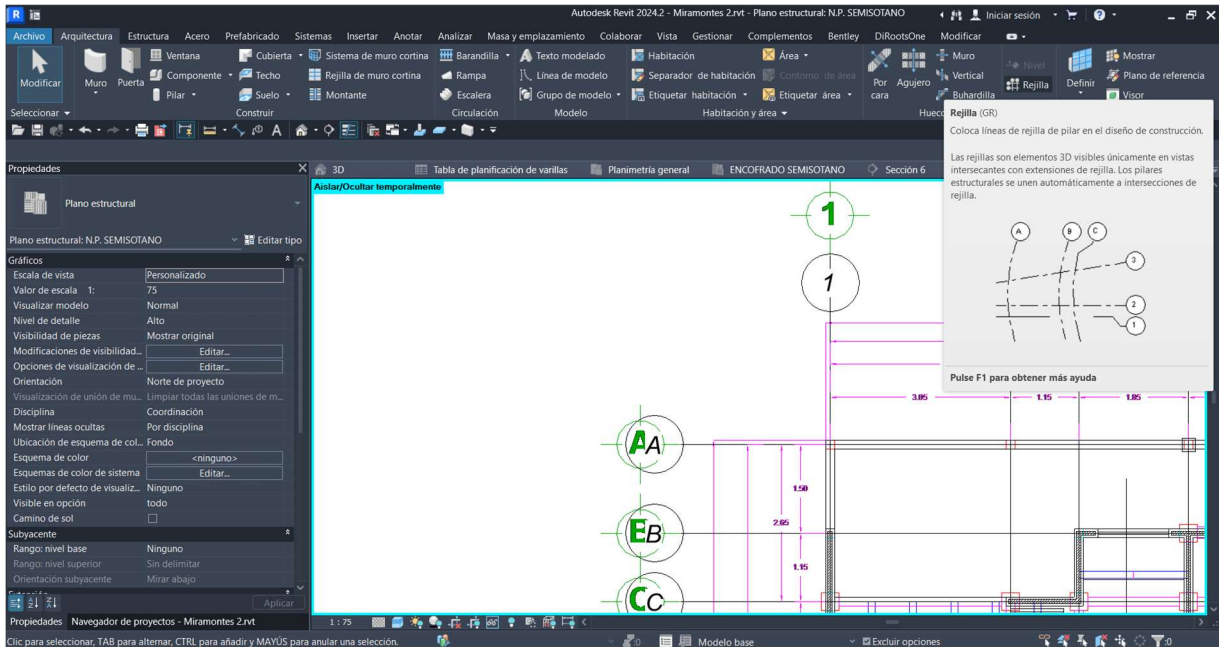 Autodesk Revit 2024.2 - Miramontes 2.rvt - Plano estructural: N.P. SEMISOTANO
Iniciar sesión
Archivo Arquitectura Estructura Acero Prefabricado Sistemas Insertar Anotar Analizar Masa y emplazamiento Colaborar Vista Gestionar Complementos Bentley DiRootsOne Modificar
Modificar
Muro
Puerta
Ventana
Componente
Pilar
Cubierta
Techo
Suelo
Sistema de muro cortina
Rejilla de muro cortina
Montante
Barandilla
Rampa
Escalera
Texto modelo
Línea de modelo
Grupo de modelo
Habitación
Separador de habitación
Etiquetar habitación
Área
Contorno de área
Etiquetar área
Por cara
Agujero
Muro
Vertical
Buhardilla
Nivel
Rejilla
Definir
Mostrar
Plano de referencia
Visor
Seleccionar
Construir
Circulación
Modelo
Habitación y área
Huecc
Rejilla (GR)
Coloca líneas de rejilla de pilar en el diseño de construcción.
Las rejillas son elementos 3D visibles únicamente en vistas
intersecantes con extensiones de rejilla. Los pilares
estructurales se unen automáticamente a intersecciones de
rejilla.
A
B
C
3
2
1
Pulse F1 para obtener más ayuda
3D
Tabla de planificación de varillas
Planimetría general
ENCOFRADO SEMISOTANO
Sección 6
Propiedades
Plano estructural
Plano estructural: N.P. SEMISOTANO
Editar tipo
Gráficos
Escala de vista Personalizado
Valor de escala 1: 75
Visualizar modelo Normal
Nivel de detalle Alto
Visibilidad de piezas Mostrar original
Modificaciones de visibilidad... Editar...
Opciones de visualización de ... Editar...
Orientación Norte de proyecto
Visualización de unión de mu... Limpiar todas las uniones de m...
Disciplina Coordinación
Mostrar líneas ocultas Por disciplina
Ubicación de esquema de col... Fondo
Esquema de color <ninguno>
Esquemas de color de sistema Editar...
Estilo por defecto de visualiz... Ninguno
Visible en opción todo
Camino de sol
Subyacente
Rango: nivel base Ninguno
Rango: nivel superior Sin delimitar
Orientación subyacente Mirar abajo
Aplicar
Propiedades Navegador de proyectos - Miramontes 2.rvt
Aislar/Ocultar temporalmente
1
1
3.05
1.15
1.05
A A
1.50
2.65
E B
1.15
C C
1 : 75
Clic para seleccionar, TAB para alternar, CTRL para añadir y MAYÚS para anular una selección.
:0
Modelo base
Excluir opciones
:0